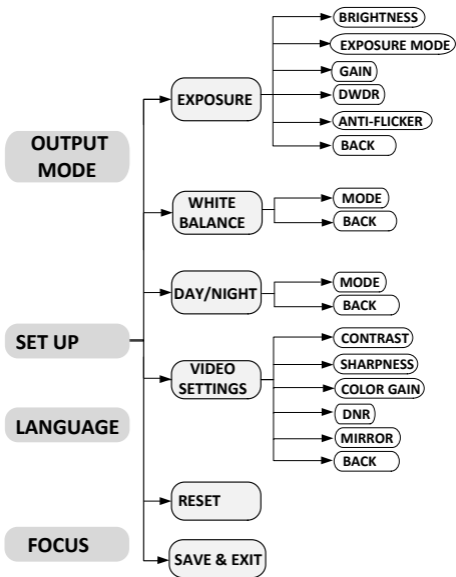 OUTPUT
MODE
SET UP
LANGUAGE
FOCUS
EXPOSURE
BRIGHTNESS
EXPOSURE MODE
GAIN
DWDR
ANTI-FLICKER
BACK
WHITE
BALANCE
MODE
BACK
DAY/NIGHT
MODE
BACK
VIDEO
SETTINGS
CONTRAST
SHARPNESS
COLOR GAIN
DNR
MIRROR
BACK
RESET
SAVE & EXIT